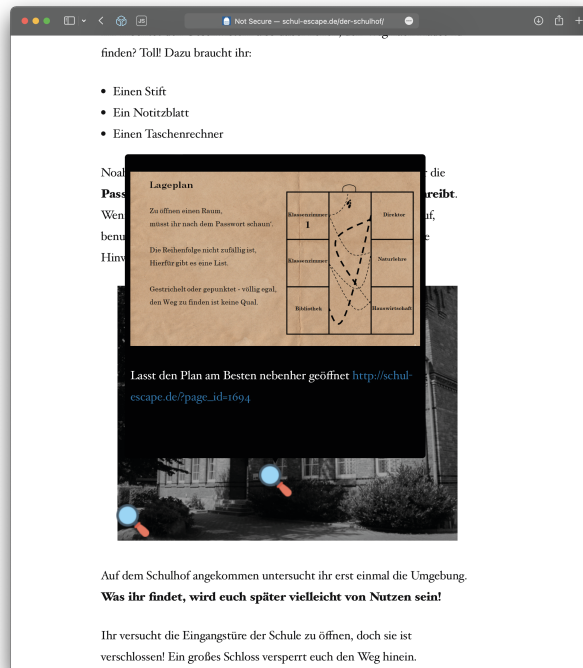 Not Secure — schul-escape.de/der-schulhof/
finden? Toll! Dazu braucht ihr:
• Einen Stift
• Ein Notitzblatt
• Einen Taschenrechner
die
Pass
reibt.
uf,
benu
e
Lageplan
Zu öffnen einen Raum,
müsst ihr nach dem Passwort schaun'.
Die Reihenfolge nicht zufällig ist,
Hierfür gibt es eine List.
Gestrichelt oder gepunktet - völlig egal,
den Weg zu finden ist keine Qual.
Klassenzimmer
1
Direktor
Klassenzimmer
Naturlehre
Bibliothek
Hauswirtschaft
Lasst den Plan am Besten nebenher geöffnet http://schul-
escape.de/?page_id=1694
Auf dem Schulhof angekommen untersucht ihr erst einmal die Umgebung.
Was ihr findet, wird euch später vielleicht von Nutzen sein!
Ihr versucht die Eingangstüre der Schule zu öffnen, doch sie ist
verschlossen! Ein großes Schloss versperrt euch den Weg hinein.